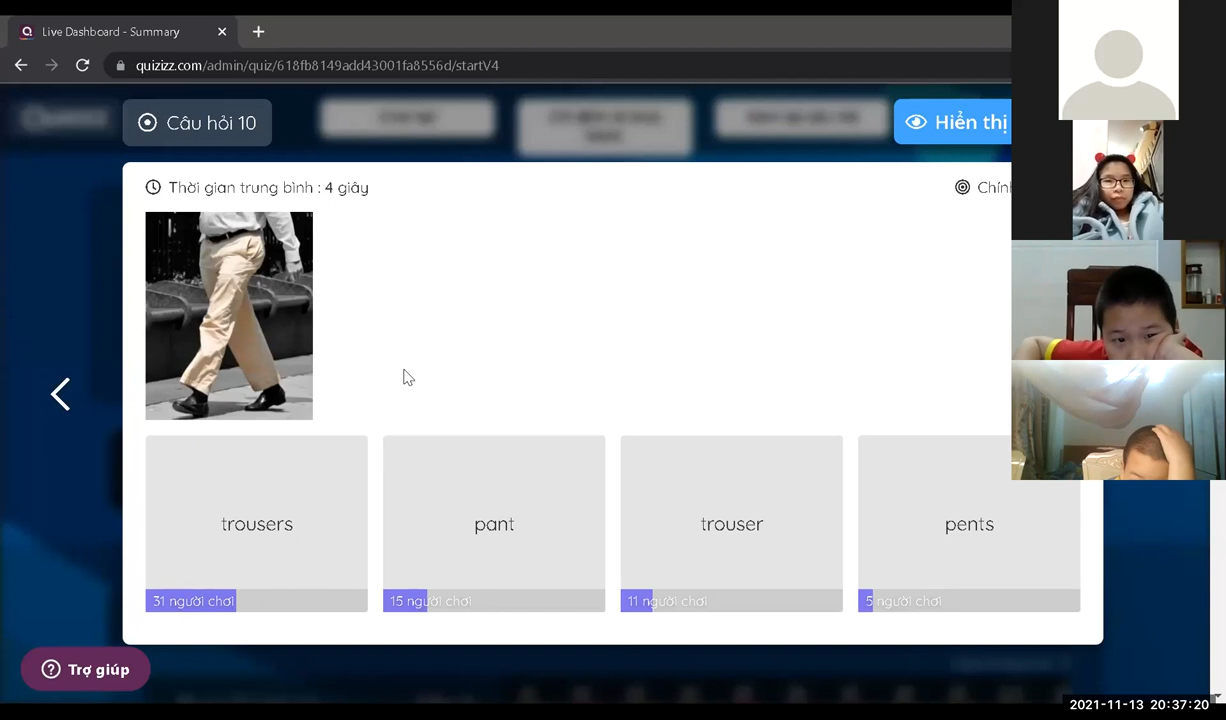 Live Dashboard - Summary
quizizz.com/admin/quiz/618fb8149add43001fa8556d/startV4
Câu hỏi 10
Hiển thị
Thời gian trung bình : 4 giây
Chính
trousers
pant
trouser
pents
31 người chơi
15 người chơi
11 người chơi
5 người chơi
Trợ giúp
2021-11-13 20:37:20